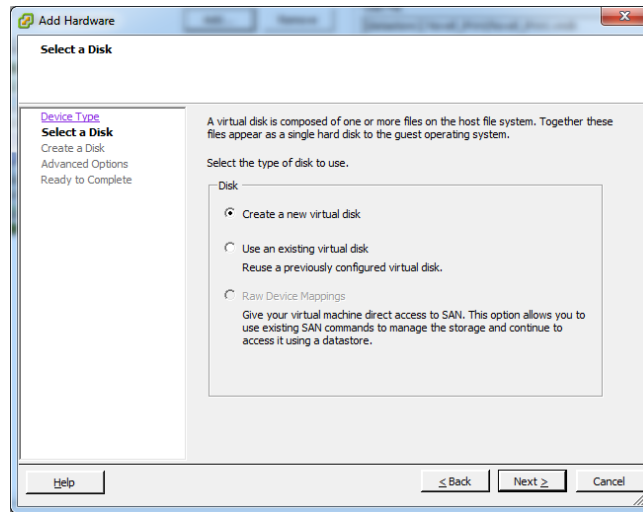 Add Hardware
Select a Disk
Device Type
Select a Disk
Create a Disk
Advanced Options
Ready to Complete
A virtual disk is composed of one or more files on the host file system. Together these
files appear as a single hard disk to the guest operating system.
Select the type of disk to use.
Disk
Create a new virtual disk
Use an existing virtual disk
Reuse a previously configured virtual disk.
Raw Device Mappings
Give your virtual machine direct access to SAN. This option allows you to
use existing SAN commands to manage the storage and continue to
access it using a datastore.
Help
< Back
Next >
Cancel